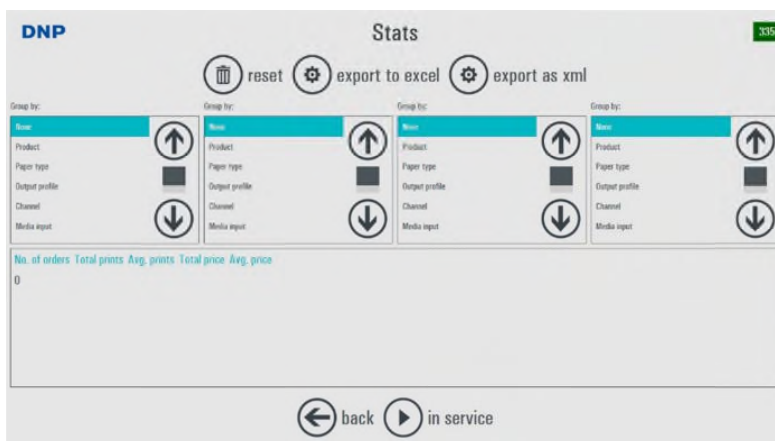 DNP
Stats
335
reset export to excel export as xml
Group by: Group by: Group by: Group by:
None None None None
Product Product Product Product
Paper type Paper type Paper type Paper type
Output profile Output profile Output profile Output profile
Channel Channel Channel Channel
Media input Media input Media input Media input
No. of orders Total prints Avg. prints Total price Avg. price
0
back in service